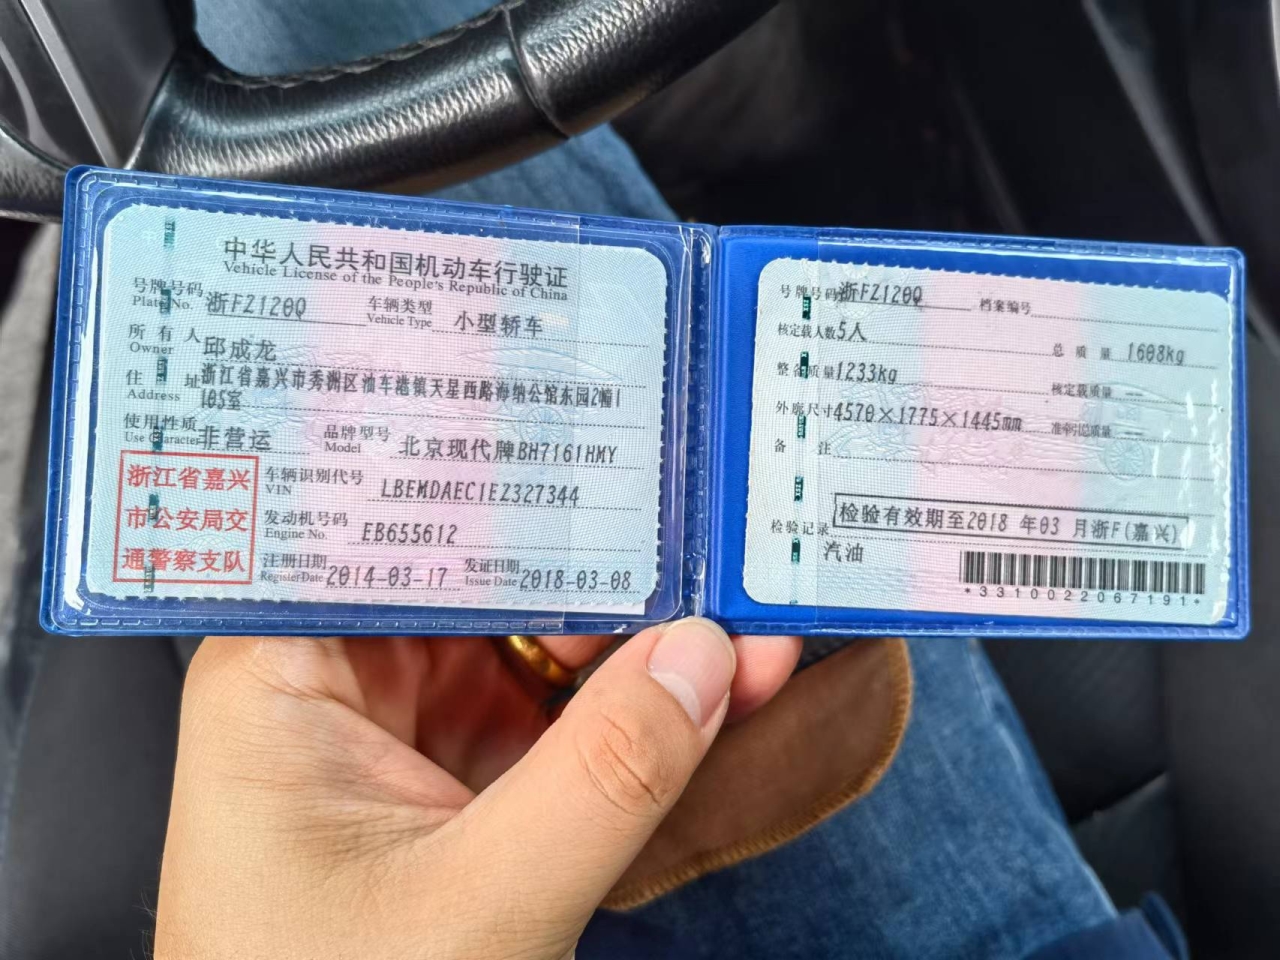 中华人民共和国机动车行驶证
Vehicle License of the People's Republic of China
号牌号码 浙FZ120Q 车辆类型 小型轿车
Plate No. Vehicle Type
所有人 邱成龙
Owner
住址 浙江省嘉兴市秀洲区油车港镇天星西路海纳公馆东园2幢1
Address 105室
使用性质 非营运 品牌型号 北京现代牌BH7161HMY
Use Character Model
浙江省嘉兴
市公安局交
通警察支队
车辆识别代号 LBEMDAEC1EZ327344
VIN
发动机号码 EB655612
Engine No.
注册日期 2014-03-17 发证日期 2018-03-08
Register Date Issue Date
号牌号码 浙FZ120Q 档案编号
核定载人数 5人 总质量 1608kg
整备质量 1233kg 核定载质量 --
外廓尺寸 4570×1775×1445mm 准牵引总质量 --
备注
检验记录 检验有效期至2018 年03 月浙F(嘉兴)
汽油
*3310022067191*